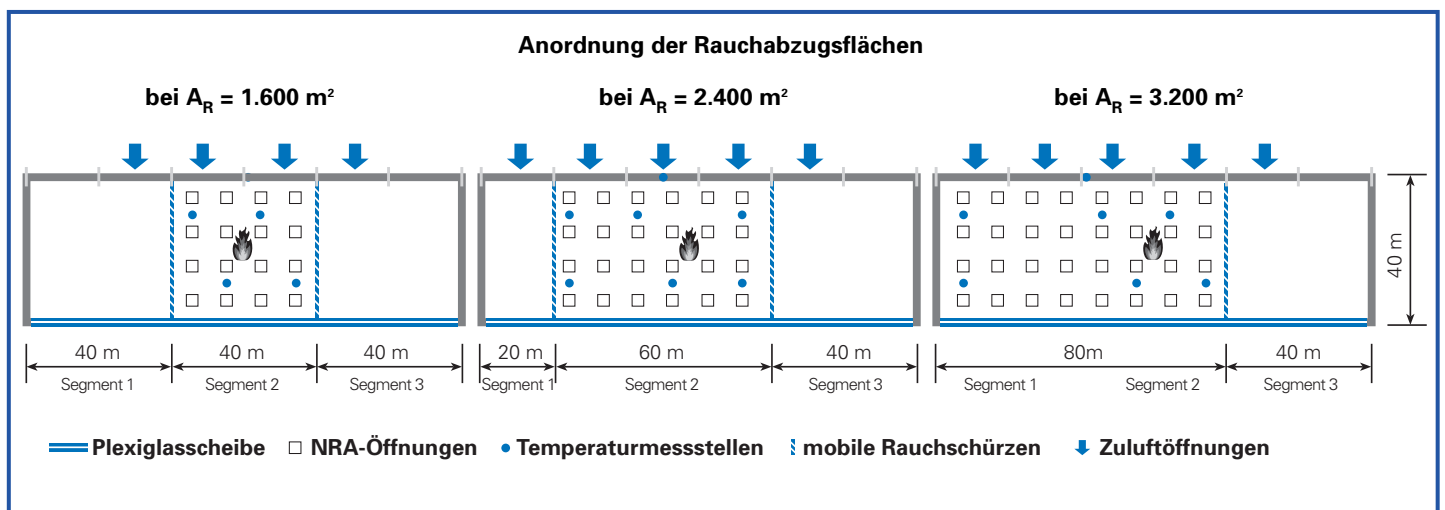 Anordnung der Rauchabzugsflächen
bei A_R = 1.600 m²
bei A_R = 2.400 m²
bei A_R = 3.200 m²
40 m
40 m
40 m
40 m
Segment 1
Segment 2
Segment 3
20 m
60 m
40 m
Segment 1
Segment 2
Segment 3
80m
40 m
Segment 1
Segment 2
Segment 3
Plexiglasscheibe
NRA-Öffnungen
Temperaturmessstellen
mobile Rauchschürzen
Zuluftöffnungen